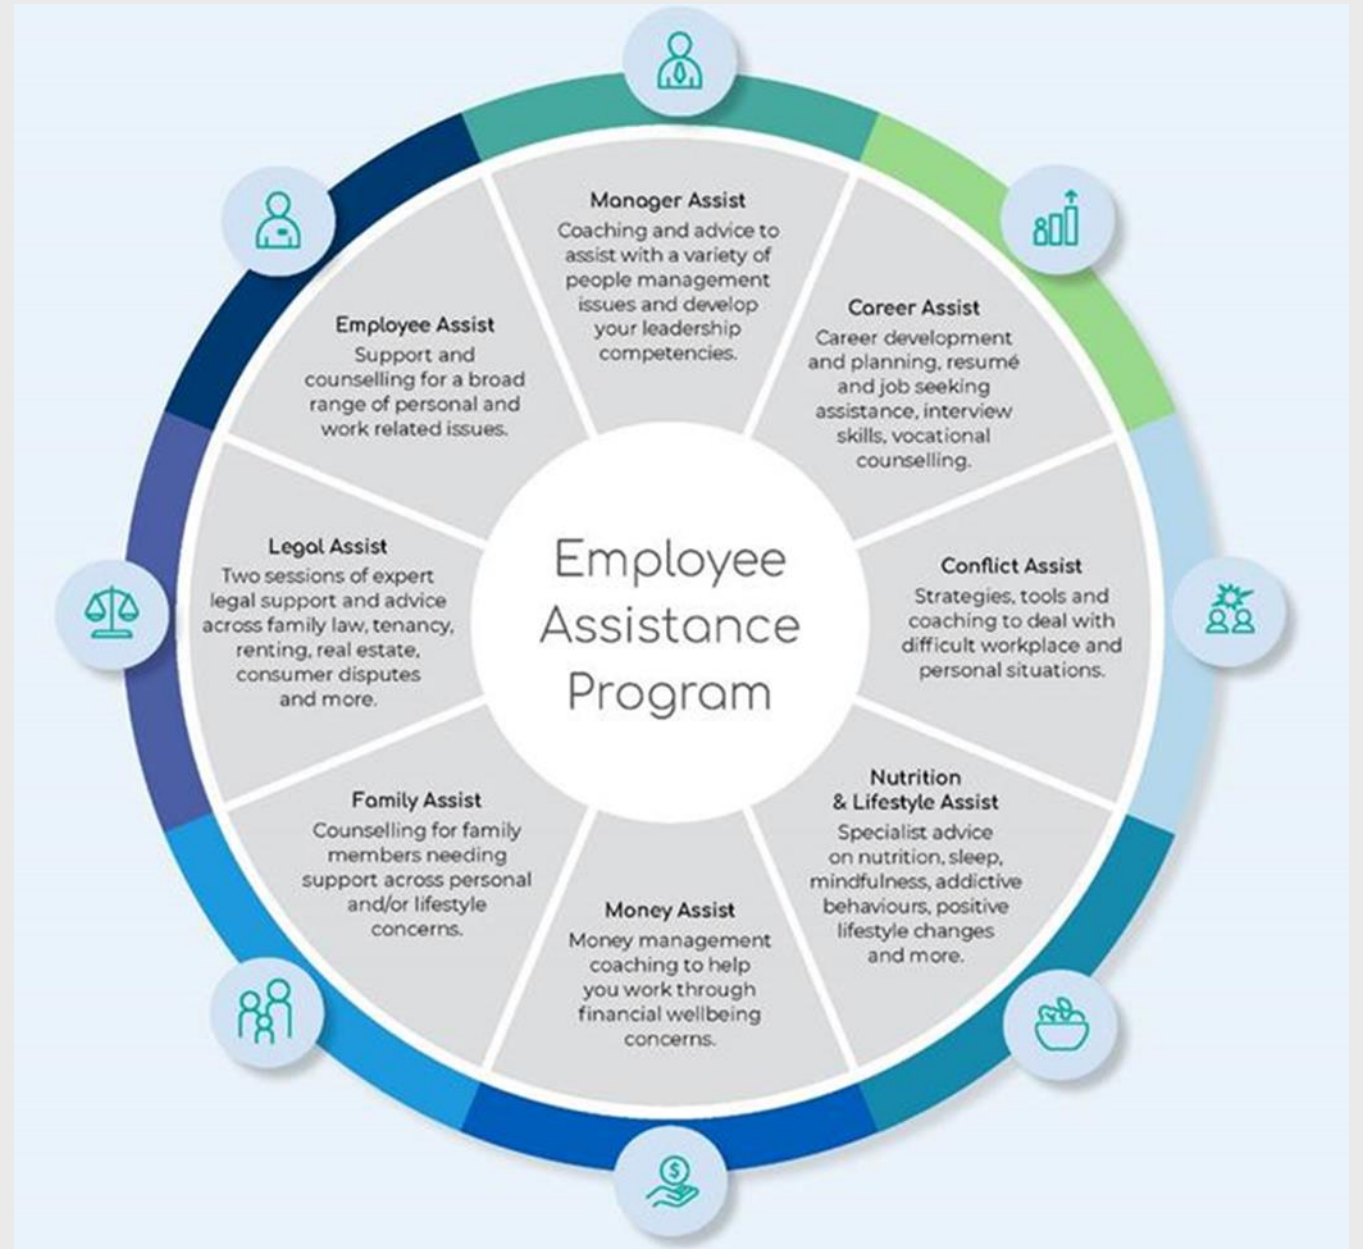 Manager Assist
Coaching and advice to
assist with a variety of
people management
issues and develop
your leadership
competencies.
Career Assist
Career development
and planning, resumé
and job seeking
assistance, interview
skills, vocational
counselling.
Conflict Assist
Strategies, tools and
coaching to deal with
difficult workplace and
personal situations.
Nutrition
& Lifestyle Assist
Specialist advice
on nutrition, sleep,
mindfulness, addictive
behaviours, positive
lifestyle changes
and more.
Money Assist
Money management
coaching to help
you work through
financial wellbeing
concerns.
Family Assist
Counselling for family
members needing
support across personal
and/or lifestyle
concerns.
Legal Assist
Two sessions of expert
legal support and advice
across family law, tenancy,
renting, real estate,
consumer disputes
and more.
Employee Assist
Support and
counselling for a broad
range of personal and
work related issues.
Employee
Assistance
Program
$